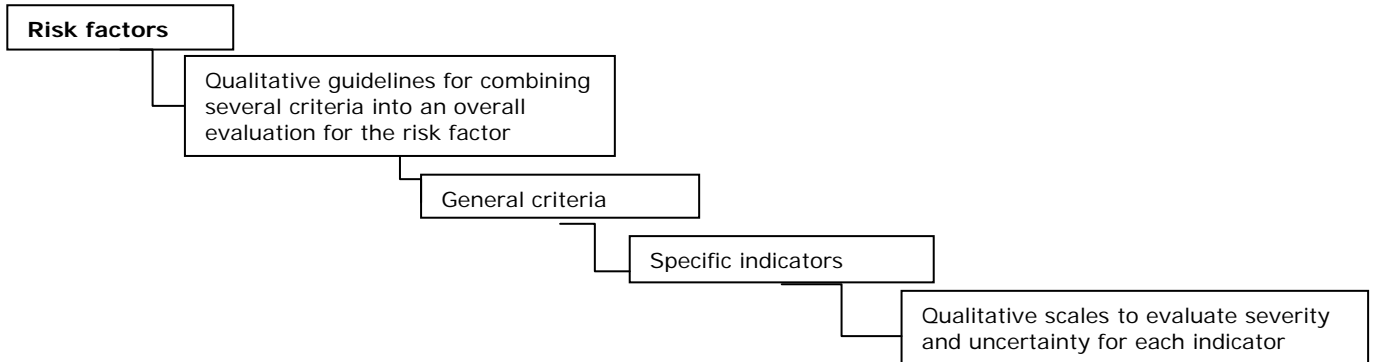 Risk factors
Qualitative guidelines for combining
several criteria into an overall
evaluation for the risk factor
General criteria
Specific indicators
Qualitative scales to evaluate severity
and uncertainty for each indicator